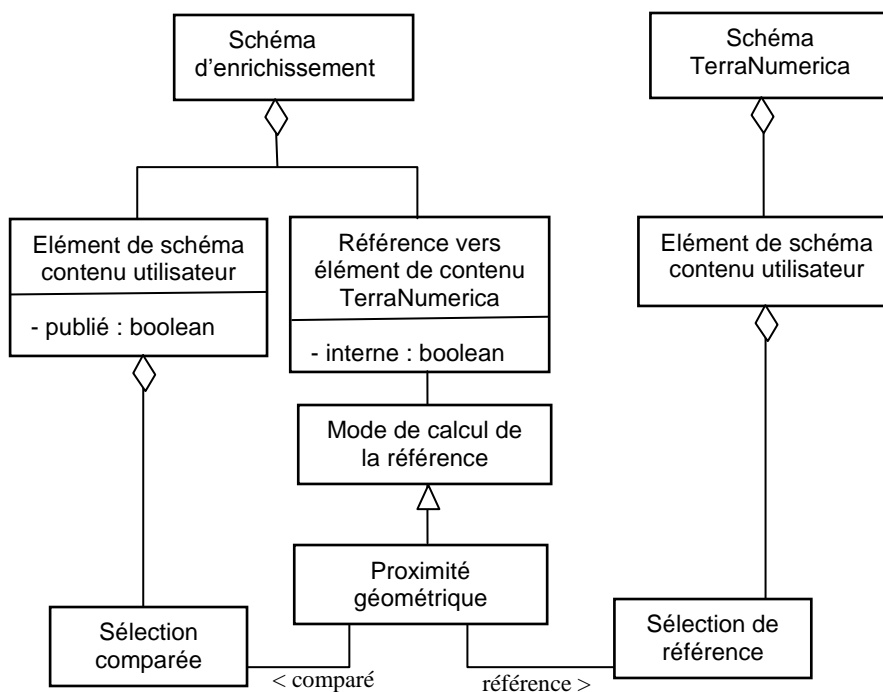 Schéma
d'enrichissement
Schéma
TerraNumerica
Elément de schéma
contenu utilisateur
- publié : boolean
Référence vers
élément de contenu
TerraNumerica
- interne : boolean
Elément de schéma
contenu utilisateur
Mode de calcul de
la référence
Proximité
géométrique
Sélection
comparée
Sélection de
référence
< comparé
référence >